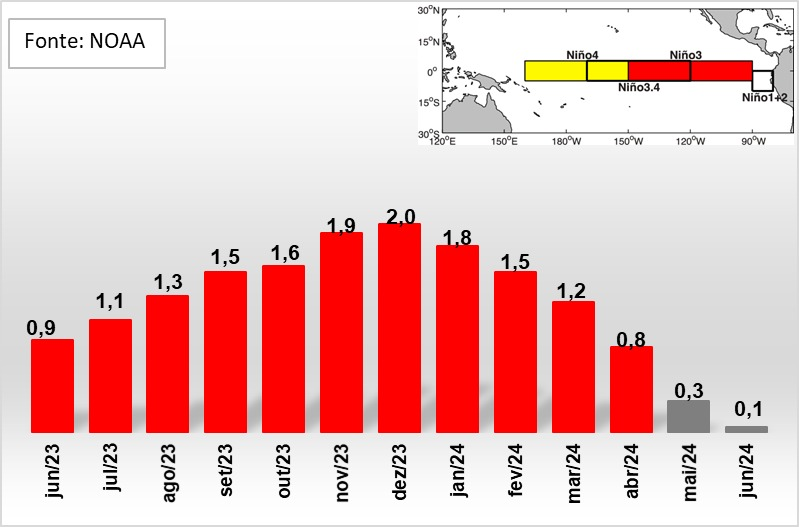 Fonte: NOAA
30°N
15°N
0°
15°S
30°S
120°E 150°E 180°W 150°W 120°W 90°W
Niño4 Niño3
Niño3.4
Niño1+2
0,9 1,1 1,3 1,5 1,6 1,9 2,0 1,8 1,5 1,2 0,8 0,3 0,1
jun/23 jul/23 ago/23 set/23 out/23 nov/23 dez/23 jan/24 fev/24 mar/24 abr/24 mai/24 jun/24